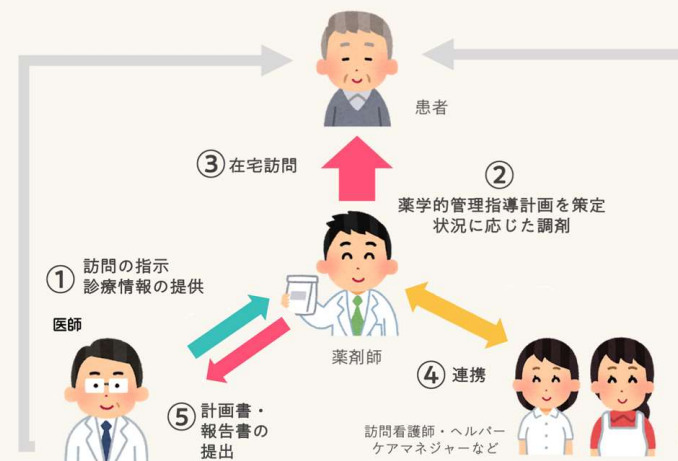 患者
③ 在宅訪問
②
薬学的管理指導計画を策定
状況に応じた調剤
① 訪問の指示
診療情報の提供
医師
薬剤師
④ 連携
⑤ 計画書・
報告書の
提出
訪問看護師・ヘルパー
ケアマネジャーなど